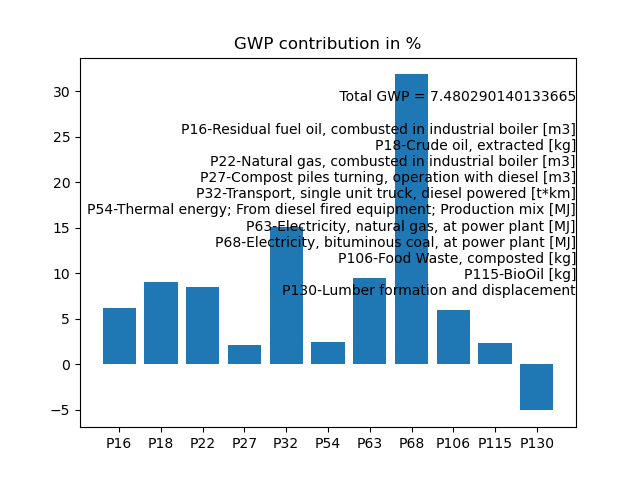 GWP contribution in %
Total GWP = 7.480290140133665
P16-Residual fuel oil, combusted in industrial boiler [m3]
P18-Crude oil, extracted [kg]
P22-Natural gas, combusted in industrial boiler [m3]
P27-Compost piles turning, operation with diesel [m3]
P32-Transport, single unit truck, diesel powered [t*km]
P54-Thermal energy; From diesel fired equipment; Production mix [MJ]
P63-Electricity, natural gas, at power plant [MJ]
P68-Electricity, bituminous coal, at power plant [MJ]
P106-Food Waste, composted [kg]
P115-BioOil [kg]
P130-Lumber formation and displacement
30
25
20
15
10
5
0
−5
P16 P18 P22 P27 P32 P54 P63 P68 P106 P115 P130